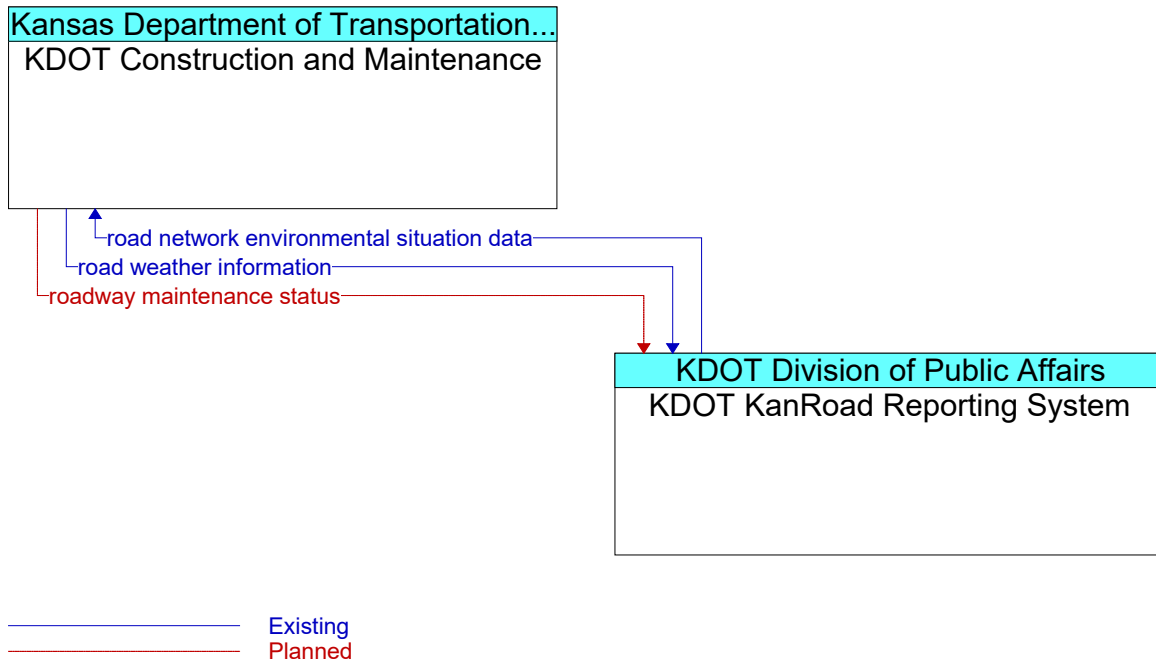 Kansas Department of Transportation...
KDOT Construction and Maintenance
road network environmental situation data
road weather information
roadway maintenance status
KDOT Division of Public Affairs
KDOT KanRoad Reporting System
Existing
Planned